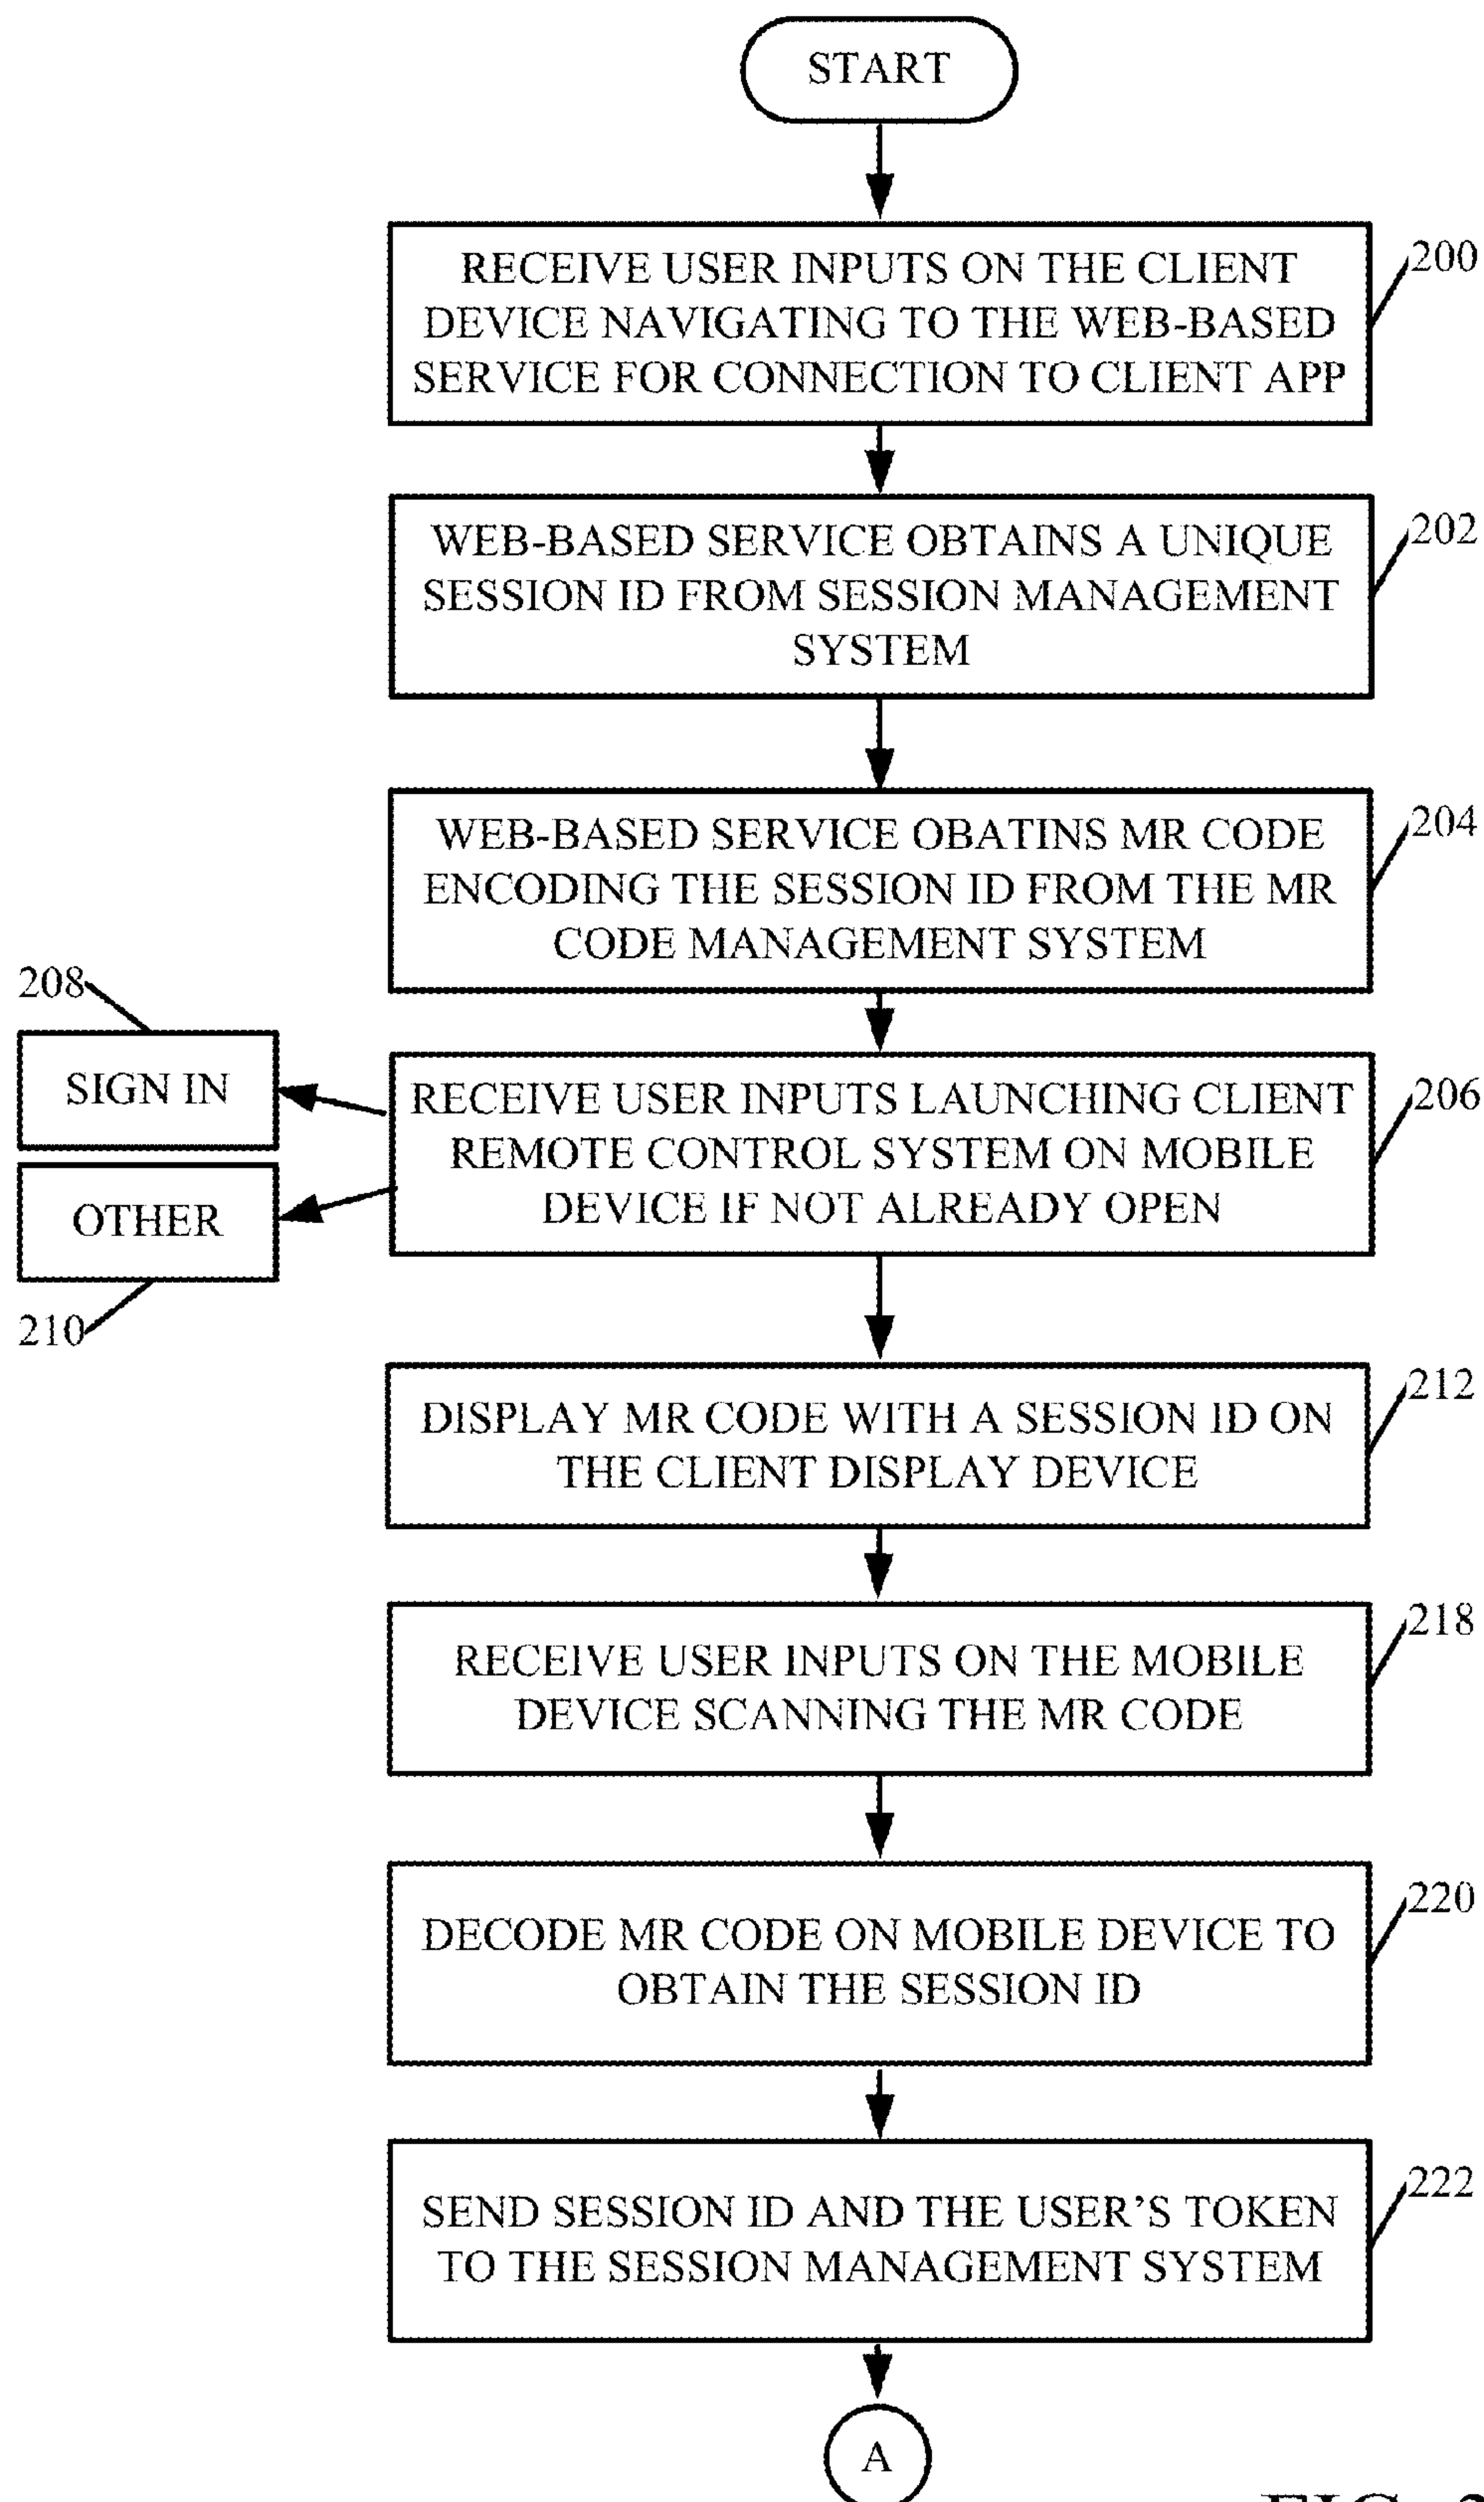 START
RECEIVE USER INPUTS ON THE CLIENT
DEVICE NAVIGATING TO THE WEB-BASED
SERVICE FOR CONNECTION TO CLIENT APP
200
WEB-BASED SERVICE OBTAINS A UNIQUE
SESSION ID FROM SESSION MANAGEMENT
SYSTEM
202
WEB-BASED SERVICE OBATINS MR CODE
ENCODING THE SESSION ID FROM THE MR
CODE MANAGEMENT SYSTEM
204
208
SIGN IN
OTHER
210
RECEIVE USER INPUTS LAUNCHING CLIENT
REMOTE CONTROL SYSTEM ON MOBILE
DEVICE IF NOT ALREADY OPEN
206
DISPLAY MR CODE WITH A SESSION ID ON
THE CLIENT DISPLAY DEVICE
212
RECEIVE USER INPUTS ON THE MOBILE
DEVICE SCANNING THE MR CODE
218
DECODE MR CODE ON MOBILE DEVICE TO
OBTAIN THE SESSION ID
220
SEND SESSION ID AND THE USER'S TOKEN
TO THE SESSION MANAGEMENT SYSTEM
222
A